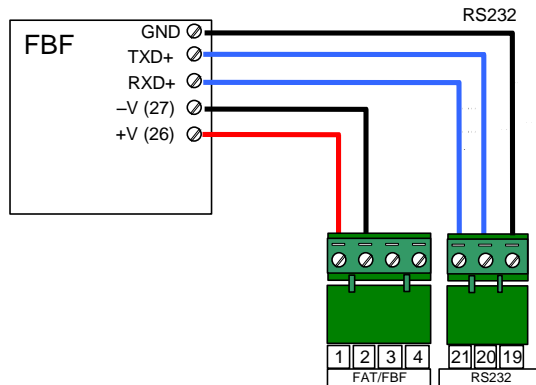 RS232
FBF
GND
TXD+
RXD+
–V (27)
+V (26)
1 2 3 4
21 20 19
FAT/FBF
RS232